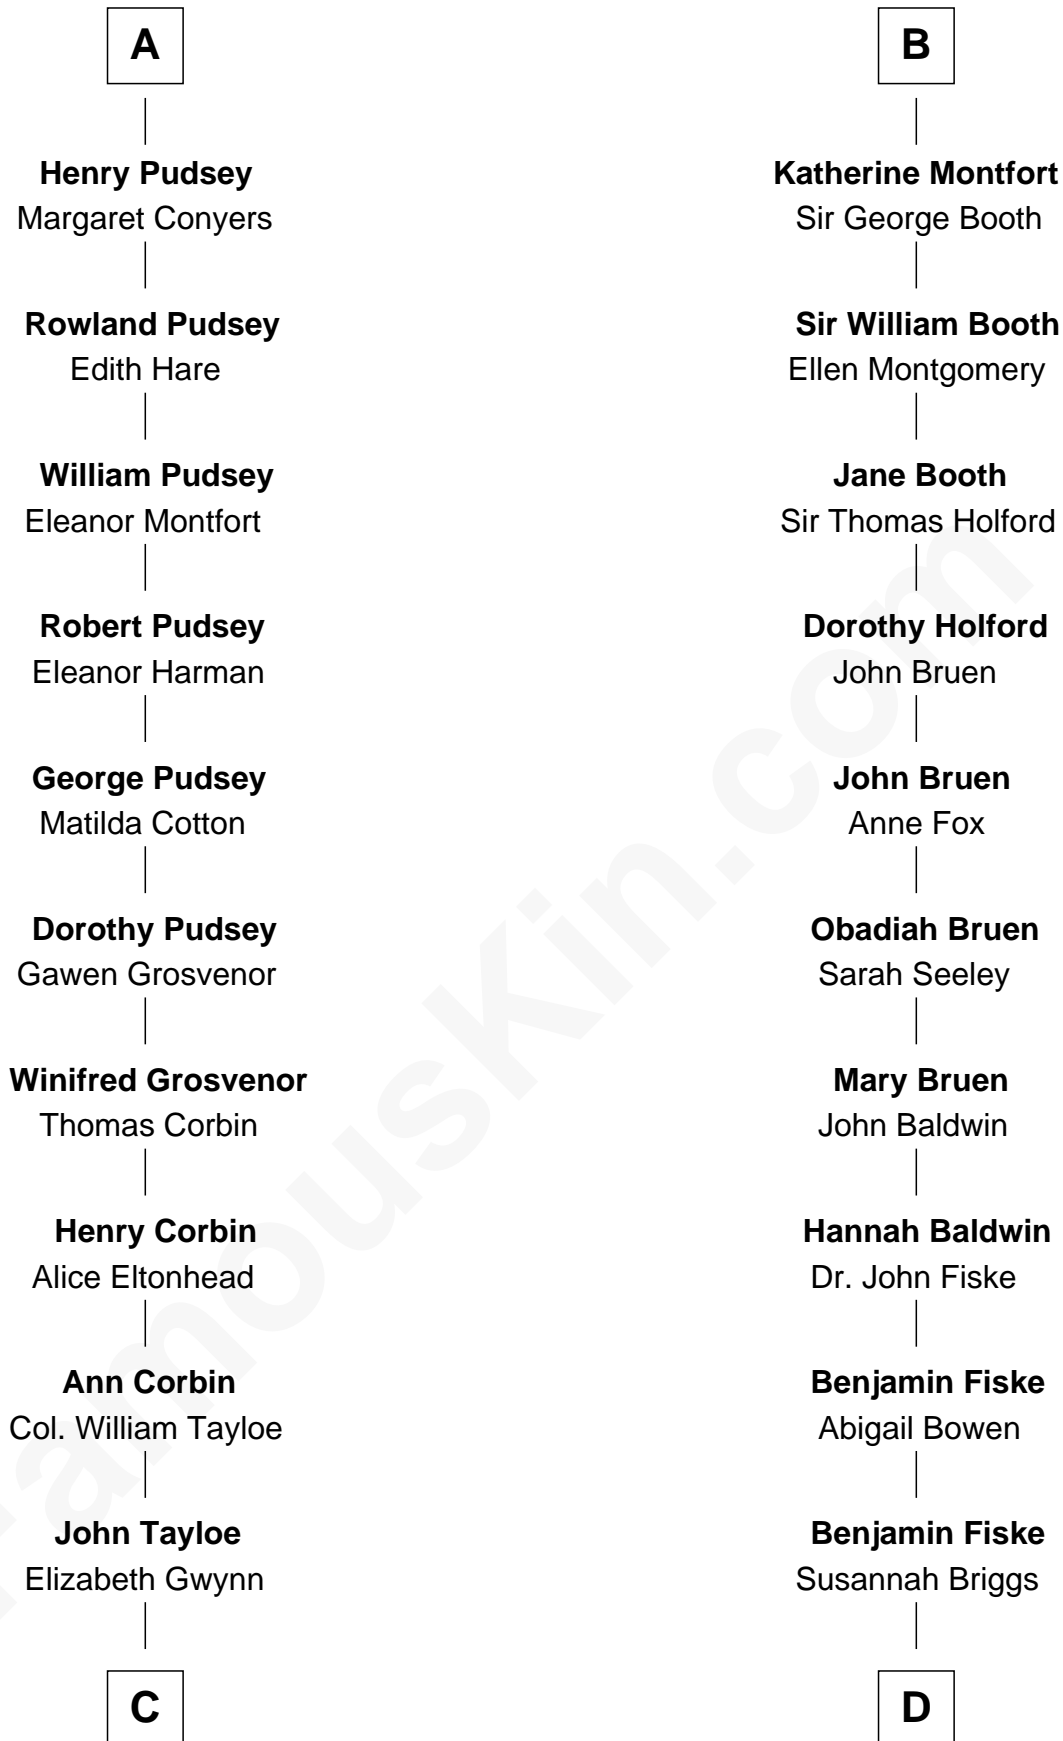 A
Henry Pudsey
Margaret Conyers
Rowland Pudsey
Edith Hare
William Pudsey
Eleanor Montfort
Robert Pudsey
Eleanor Harman
George Pudsey
Matilda Cotton
Dorothy Pudsey
Gawen Grosvenor
Winifred Grosvenor
Thomas Corbin
Henry Corbin
Alice Eltonhead
Ann Corbin
Col. William Tayloe
John Tayloe
Elizabeth Gwynn
C
B
Katherine Montfort
Sir George Booth
Sir William Booth
Ellen Montgomery
Jane Booth
Sir Thomas Holford
Dorothy Holford
John Bruen
John Bruen
Anne Fox
Obadiah Bruen
Sarah Seeley
Mary Bruen
John Baldwin
Hannah Baldwin
Dr. John Fiske
Benjamin Fiske
Abigail Bowen
Benjamin Fiske
Susannah Briggs
D
FamousKin.com